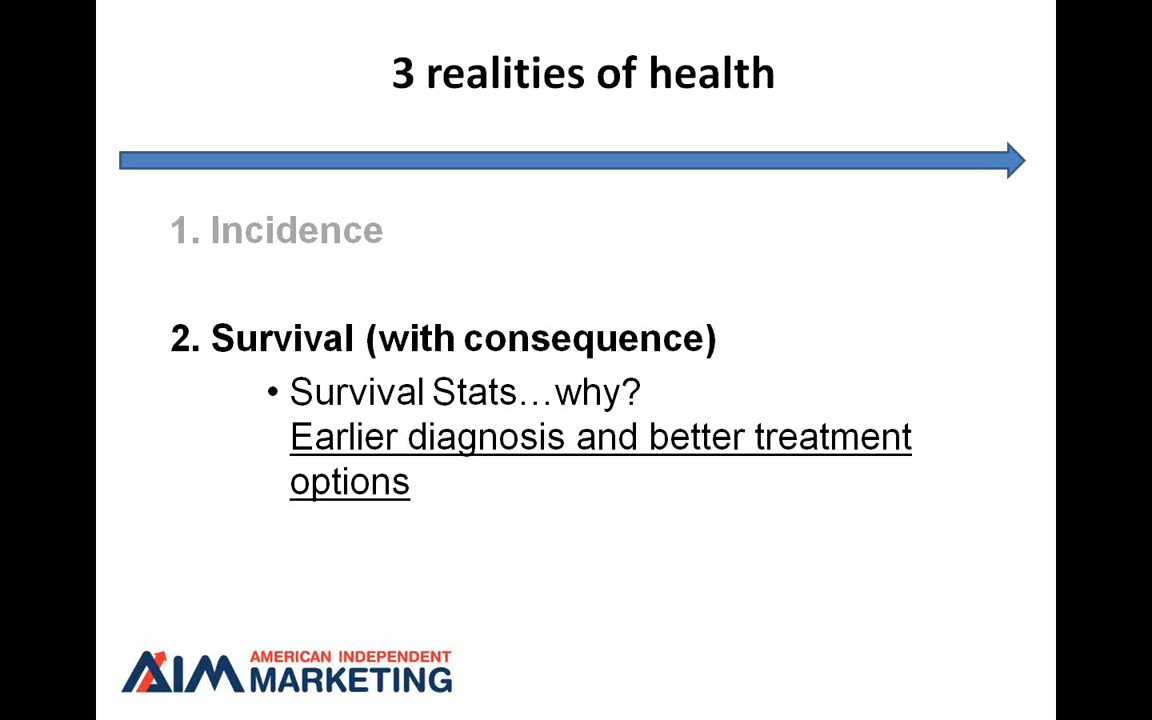 3 realities of health
1. Incidence
2. Survival (with consequence)
• Survival Stats…why?
Earlier diagnosis and better treatment
options
AIM AMERICAN INDEPENDENT
MARKETING